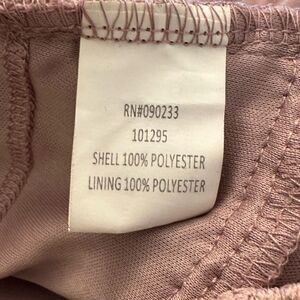 RN#090233
101295
SHELL 100% POLYESTER
LINING 100% POLYESTER